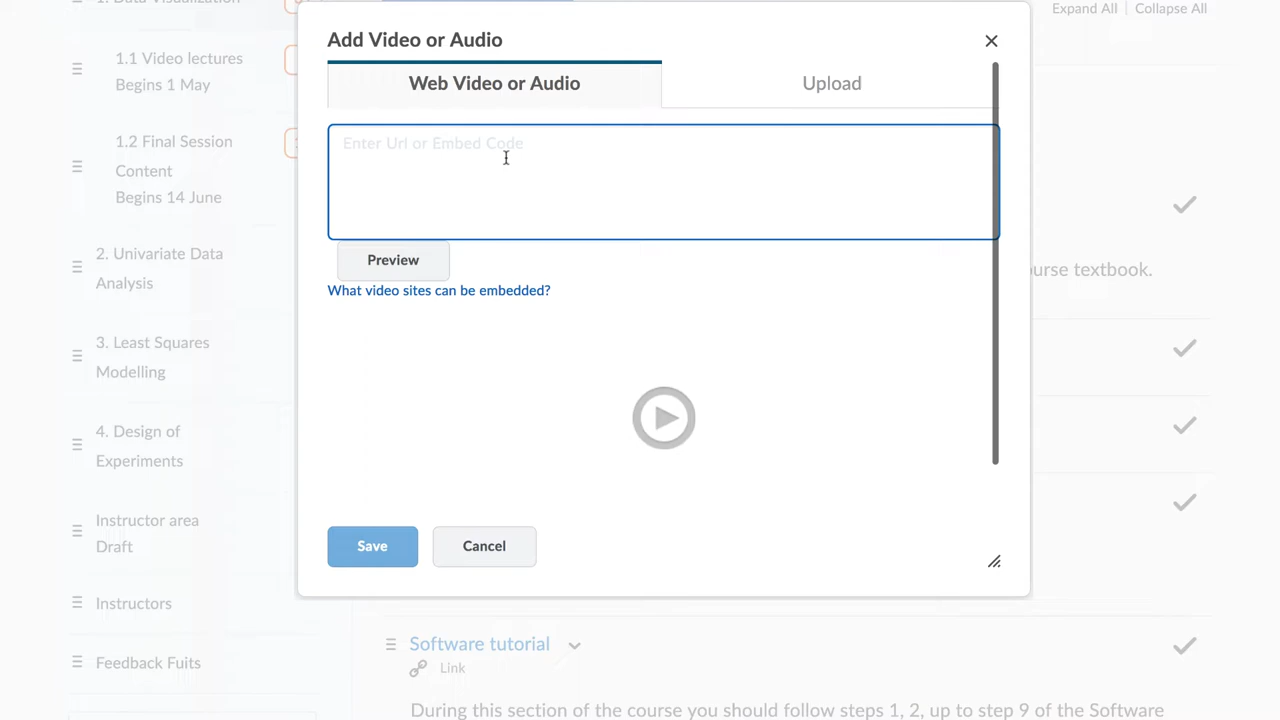 1. Data Visualization
Expand All | Collapse All
Add Video or Audio
Web Video or Audio
Upload
Enter Url or Embed Code
Preview
What video sites can be embedded?
Save
Cancel
1.1 Video lectures
Begins 1 May
1.2 Final Session
Content
Begins 14 June
2. Univariate Data
Analysis
3. Least Squares
Modelling
4. Design of
Experiments
Instructor area
Draft
Instructors
Feedback Fuits
textbook.
Software tutorial
Link
During this section of the course you should follow steps 1, 2, up to step 9 of the Software